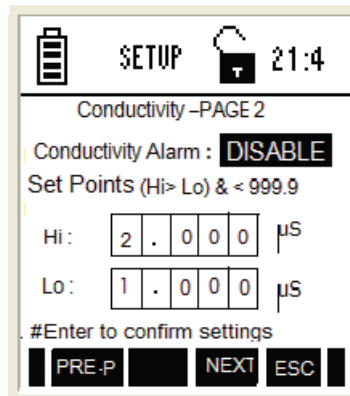 SETUP T 21:4
Conductivity –PAGE 2
Conductivity Alarm : DISABLE
Set Points (Hi> Lo) & < 999.9
Hi : 2 . 0 0 0 µS
Lo : 1 . 0 0 0 µS
. #Enter to confirm settings
PRE-P NEXT ESC